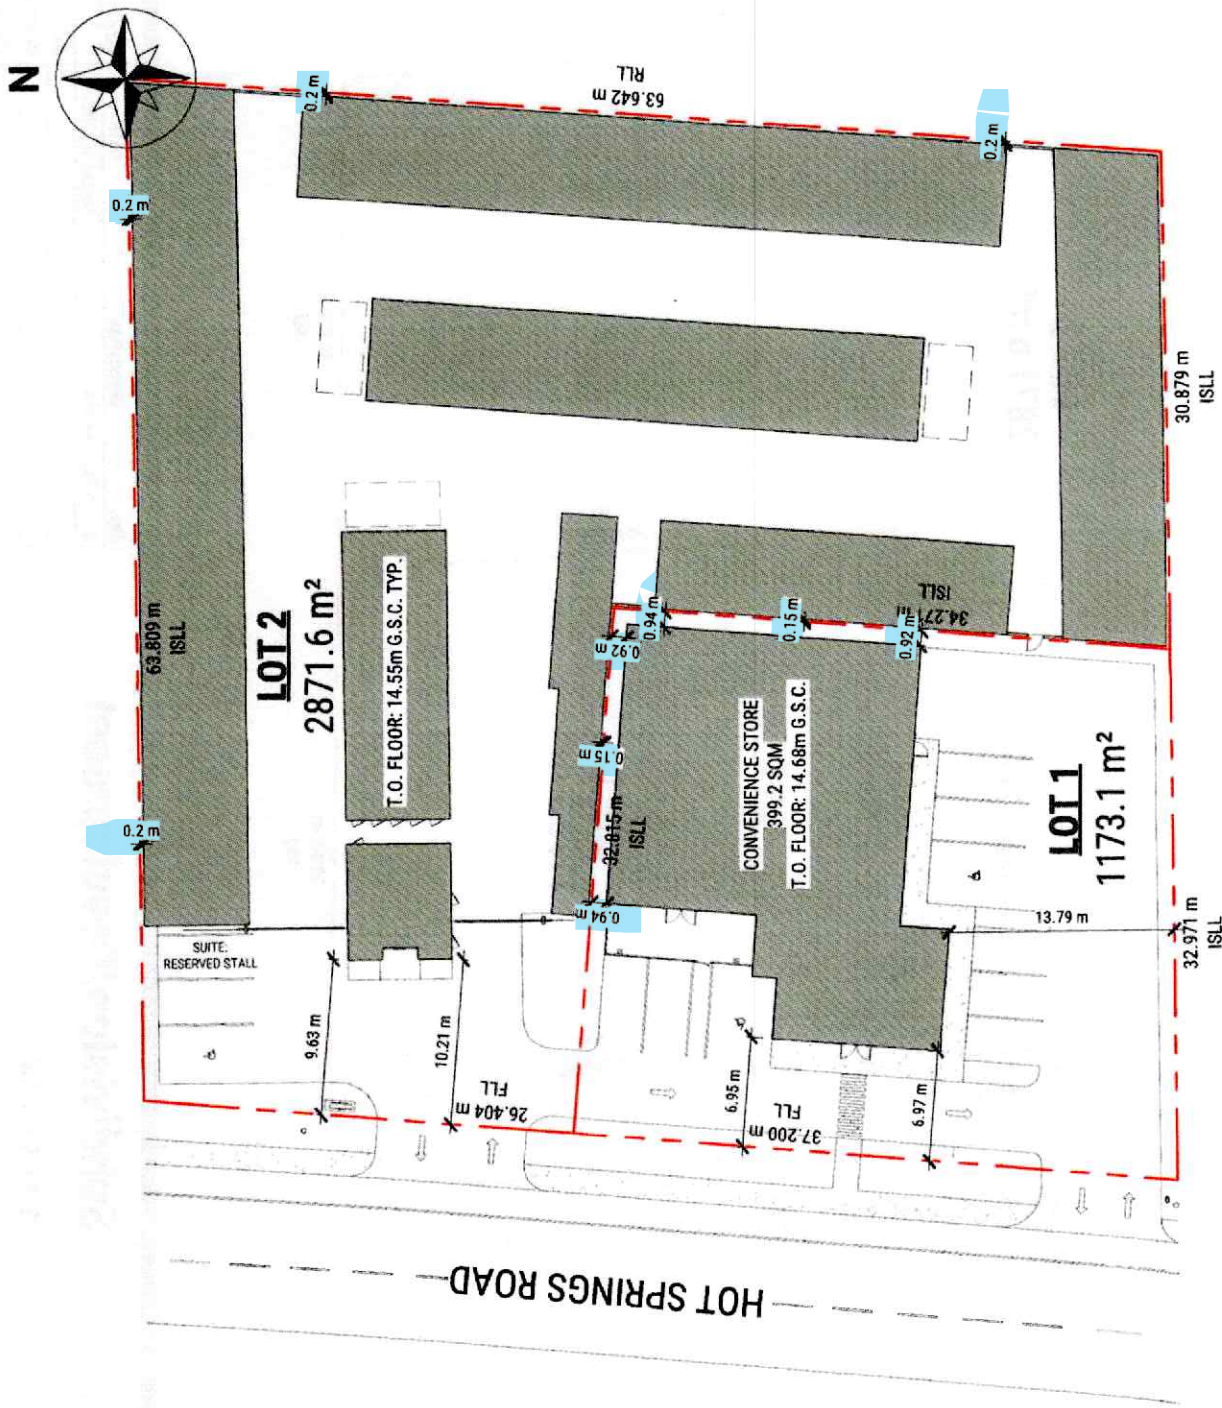 N
0.2 m
63.642 m
RLL
0.2 m
0.2 m
63.809 m
ISLL
LOT 2
2871.6 m²
T.O. FLOOR: 14.55m G.S.C. TYP.
30.879 m
ISLL
0.94 m
0.15 m
34.271 m
ISLL
0.92 m
0.92 m
0.15 m
32.815 m
ISLL
0.94 m
CONVENIENCE STORE
399.2 SQM
T.O. FLOOR: 14.68m G.S.C.
LOT 1
1173.1 m²
0.2 m
SUITE:
RESERVED STALL
13.79 m
32.971 m
ISLL
9.63 m
10.21 m
26.404 m
FLL
6.95 m
37.200 m
FLL
6.97 m
HOT SPRINGS ROAD